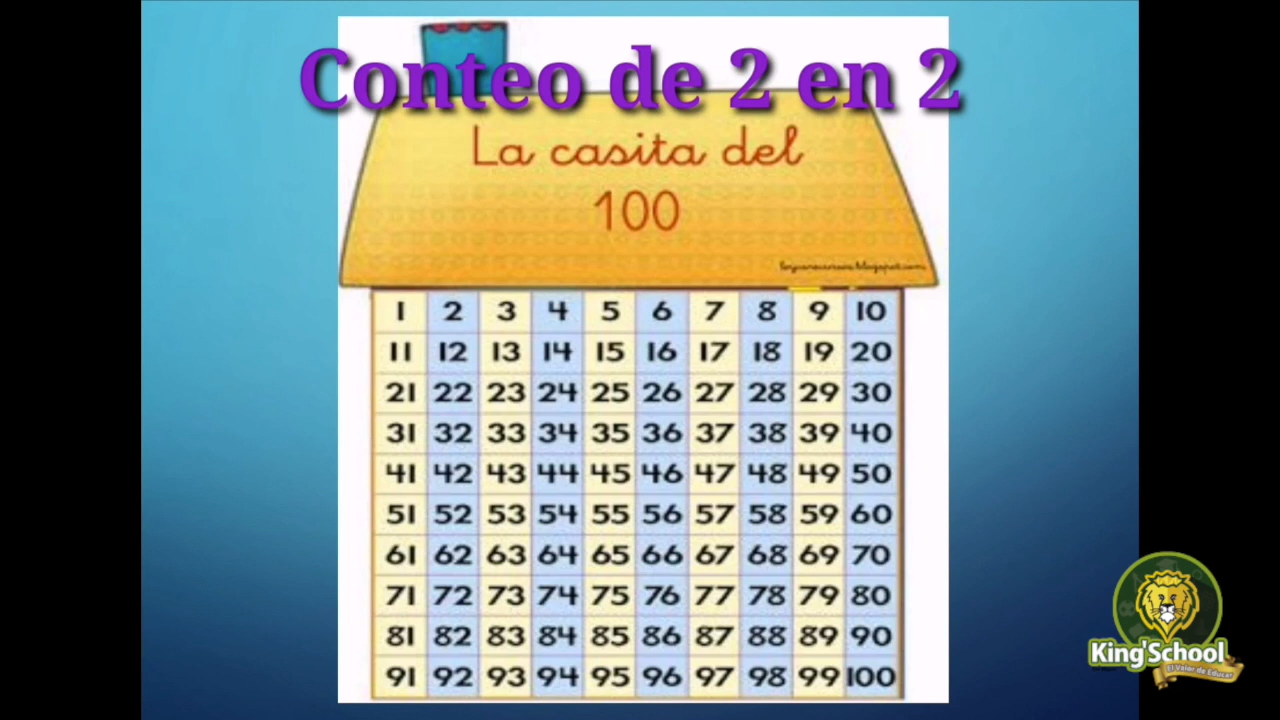 Conteo de 2 en 2
La casita del
100
1 2 3 4 5 6 7 8 9 10
11 12 13 14 15 16 17 18 19 20
21 22 23 24 25 26 27 28 29 30
31 32 33 34 35 36 37 38 39 40
41 42 43 44 45 46 47 48 49 50
51 52 53 54 55 56 57 58 59 60
61 62 63 64 65 66 67 68 69 70
71 72 73 74 75 76 77 78 79 80
81 82 83 84 85 86 87 88 89 90
91 92 93 94 95 96 97 98 99 100
King'School
El Valor de Educar